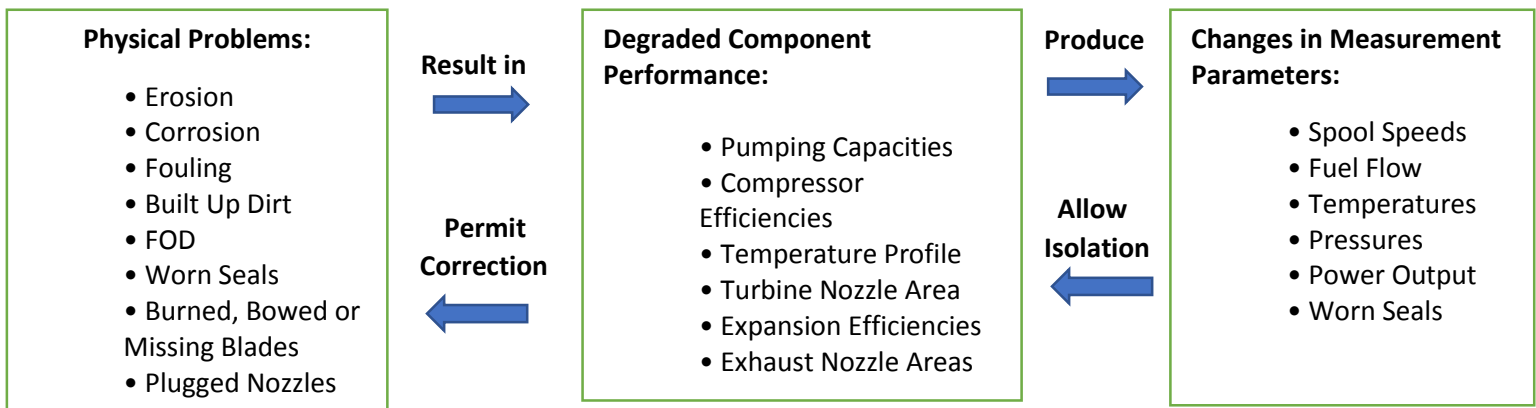 Physical Problems:
• Erosion
• Corrosion
• Fouling
• Built Up Dirt
• FOD
• Worn Seals
• Burned, Bowed or
Missing Blades
• Plugged Nozzles
Result in
Permit
Correction
Degraded Component
Performance:
• Pumping Capacities
• Compressor
Efficiencies
• Temperature Profile
• Turbine Nozzle Area
• Expansion Efficiencies
• Exhaust Nozzle Areas
Produce
Allow
Isolation
Changes in Measurement
Parameters:
• Spool Speeds
• Fuel Flow
• Temperatures
• Pressures
• Power Output
• Worn Seals